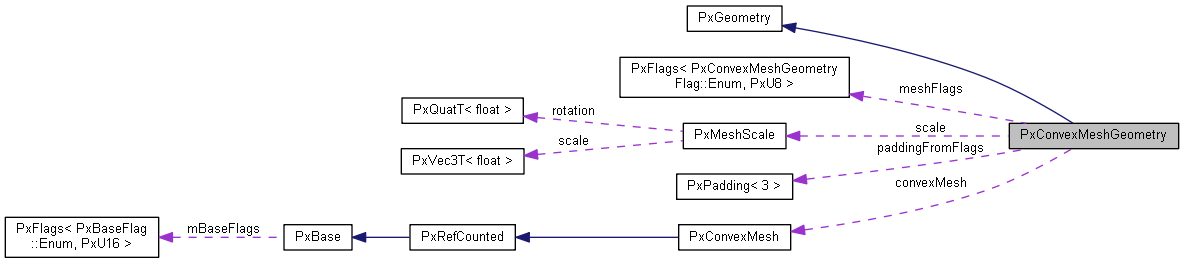 PxGeometry
PxFlags< PxConvexMeshGeometry
Flag::Enum, PxU8 >
meshFlags
PxQuatT< float >
rotation
PxMeshScale
scale
PxConvexMeshGeometry
scale
PxVec3T< float >
paddingFromFlags
PxPadding< 3 >
convexMesh
PxFlags< PxBaseFlag
::Enum, PxU16 >
mBaseFlags
PxBase
PxRefCounted
PxConvexMesh